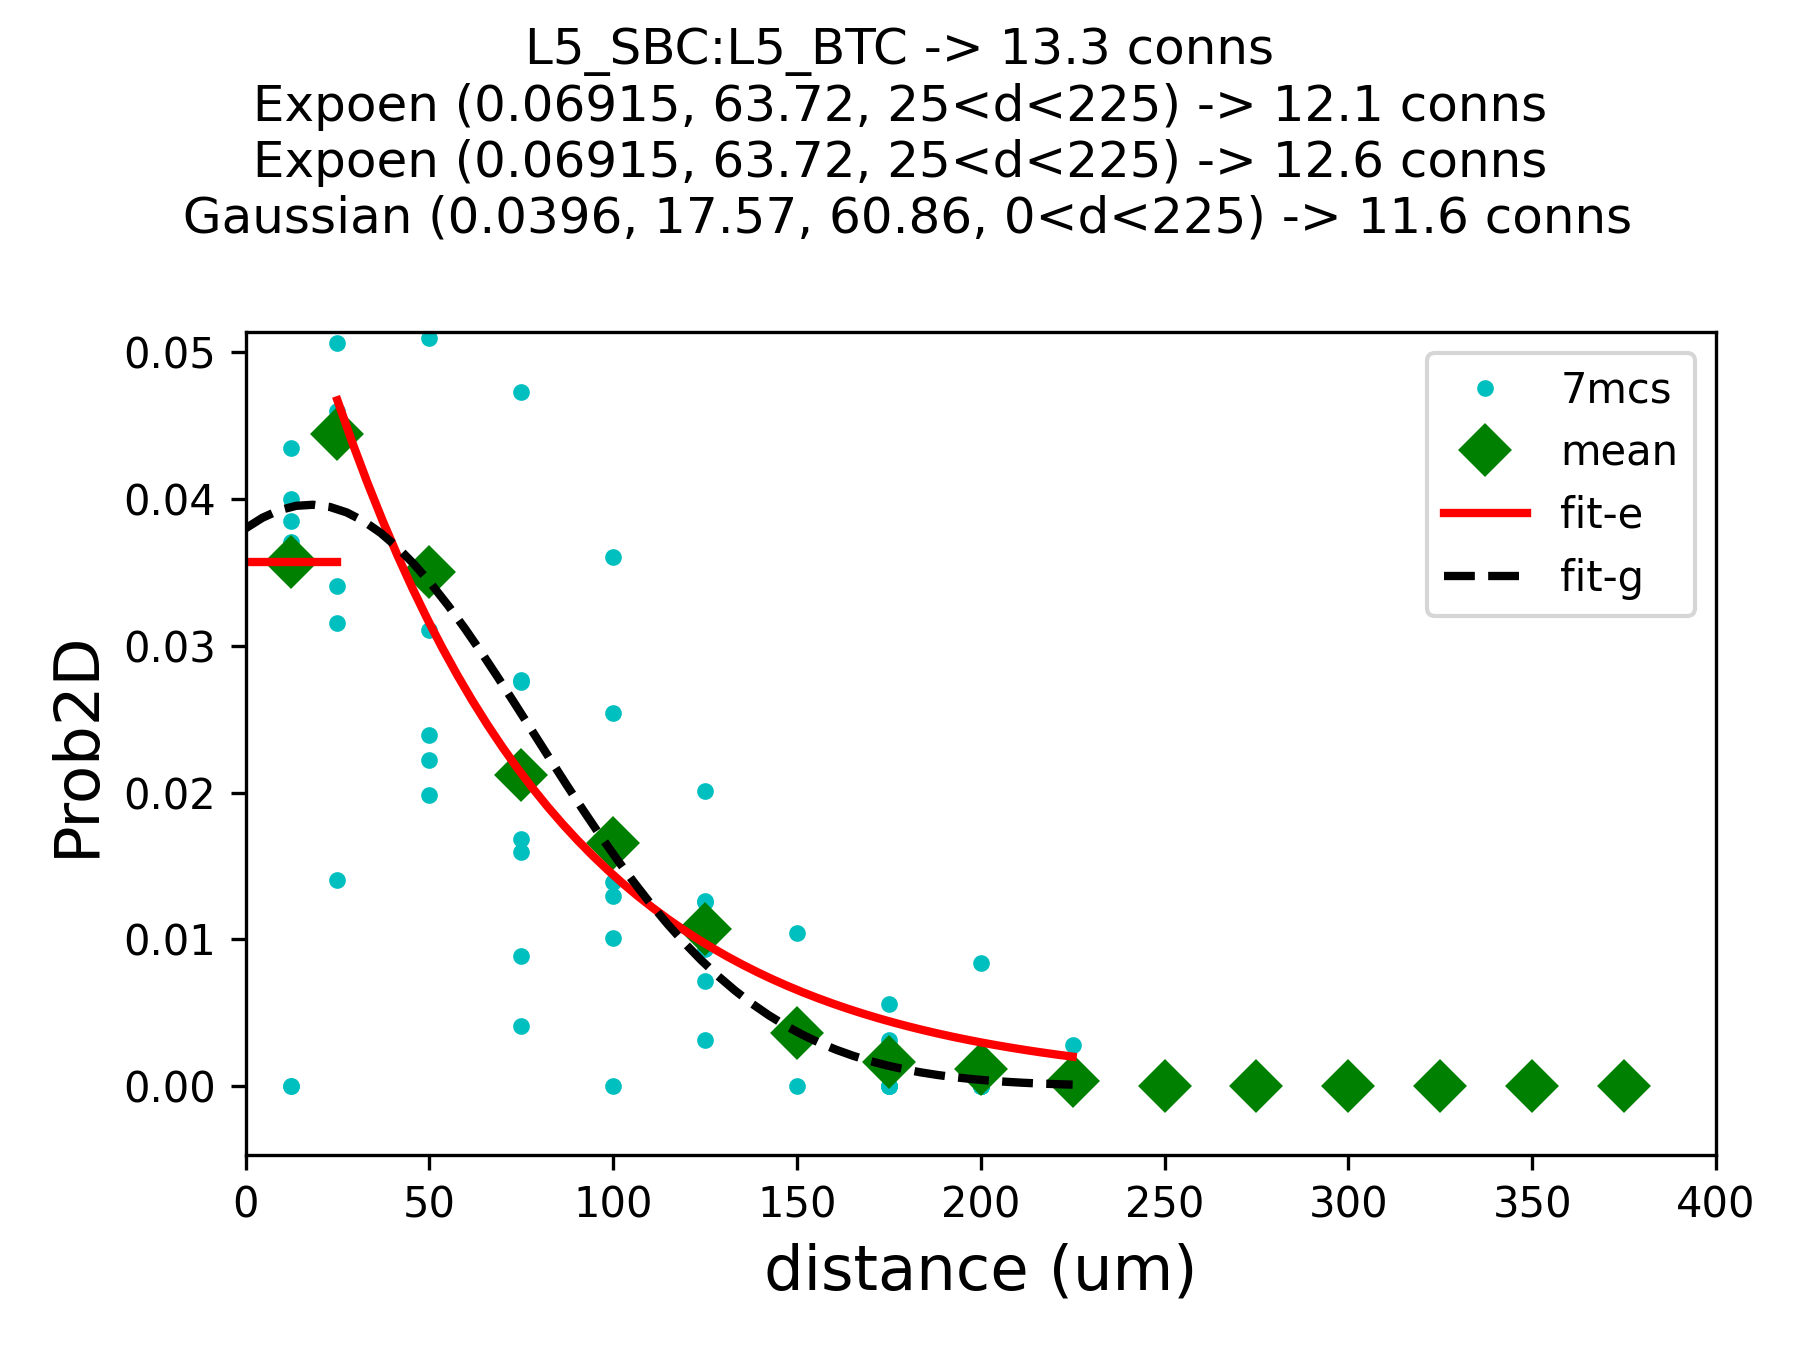 L5_SBC:L5_BTC -> 13.3 conns
Expoen (0.06915, 63.72, 25<d<225) -> 12.1 conns
Expoen (0.06915, 63.72, 25<d<225) -> 12.6 conns
Gaussian (0.0396, 17.57, 60.86, 0<d<225) -> 11.6 conns
0.05
0.04
0.03
0.02
0.01
0.00
Prob2D
7mcs
mean
fit-e
fit-g
0 50 100 150 200 250 300 350 400
distance (um)